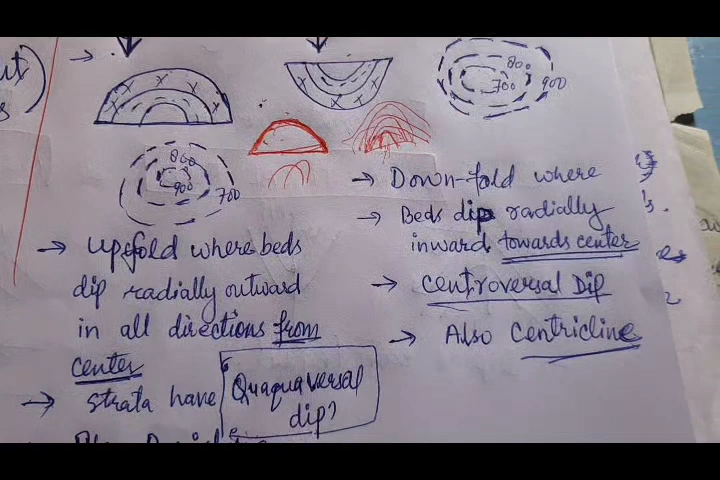 800
700
900
800
900
700
→ upfold where beds
dip radially outward
in all directions from
center
→ strata have Quaquaversal
dip?
→ Down-fold where
→ Beds dip radially
inward towards center
→ centroversal Dip
→ Also Centricline